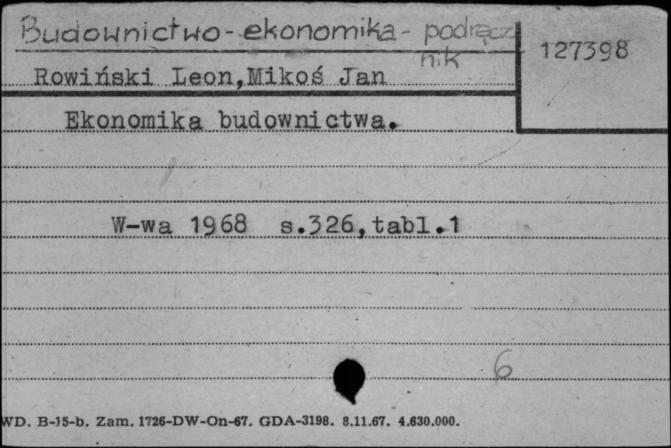 Budownictwo - ekonomika - podręcznik
127398
Rowiński Leon,Mikoś Jan
Ekonomika budownictwa.
W-wa 1968 s.326,tabl.1
6
WD. B-15-b. Zam. 1726-DW-On-67. GDA-3198. 8.11.67. 4.630.000.